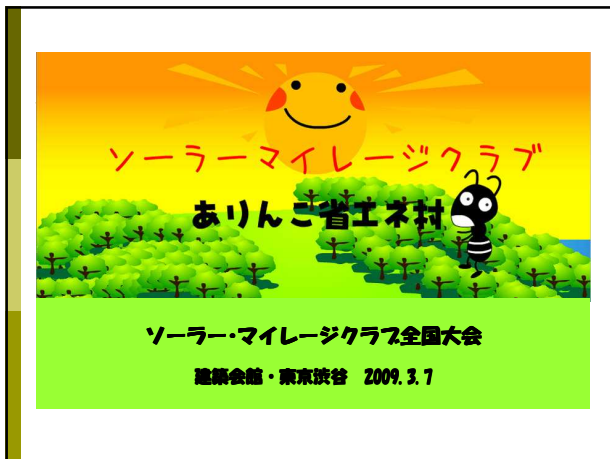 ソーラーマイレージクラブ
ありんこ省エネ村
ソーラー・マイレージクラブ全国大会
建築会館・東京渋谷 2009.3.7